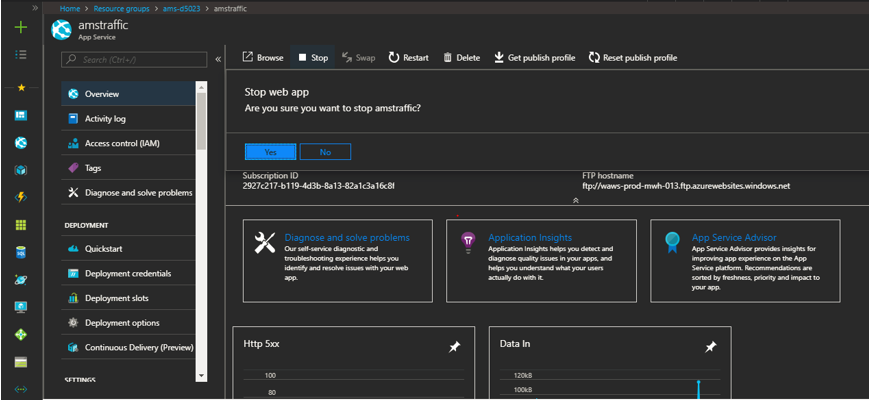 Home > Resource groups > ams-d5023 > amstraffic
amstraffic
App Service
Search (Ctrl+/)
Overview
Activity log
Access control (IAM)
Tags
Diagnose and solve problems
DEPLOYMENT
Quickstart
Deployment credentials
Deployment slots
Deployment options
Continuous Delivery (Preview)
SETTINGS
Browse Stop Swap Restart Delete Get publish profile Reset publish profile
Stop web app
Are you sure you want to stop amstraffic?
Yes No
Subscription ID
2927c217-b119-4d3b-8a13-82a1c3a16c8f
FTP hostname
ftp://waws-prod-mwh-013.ftp.azurewebsites.windows.net
Diagnose and solve problems
Our self-service diagnostic and
troubleshooting experience helps you
identify and resolve issues with your web
app.
Application Insights
Application Insights helps you detect and
diagnose quality issues in your apps, and
helps you understand what your users
actually do with it.
App Service Advisor
App Service Advisor provides insights for
improving app experience on the App
Service platform. Recommendations are
sorted by freshness, priority and impact to
your app.
Http 5xx
100
80
Data In
120kB
100kB